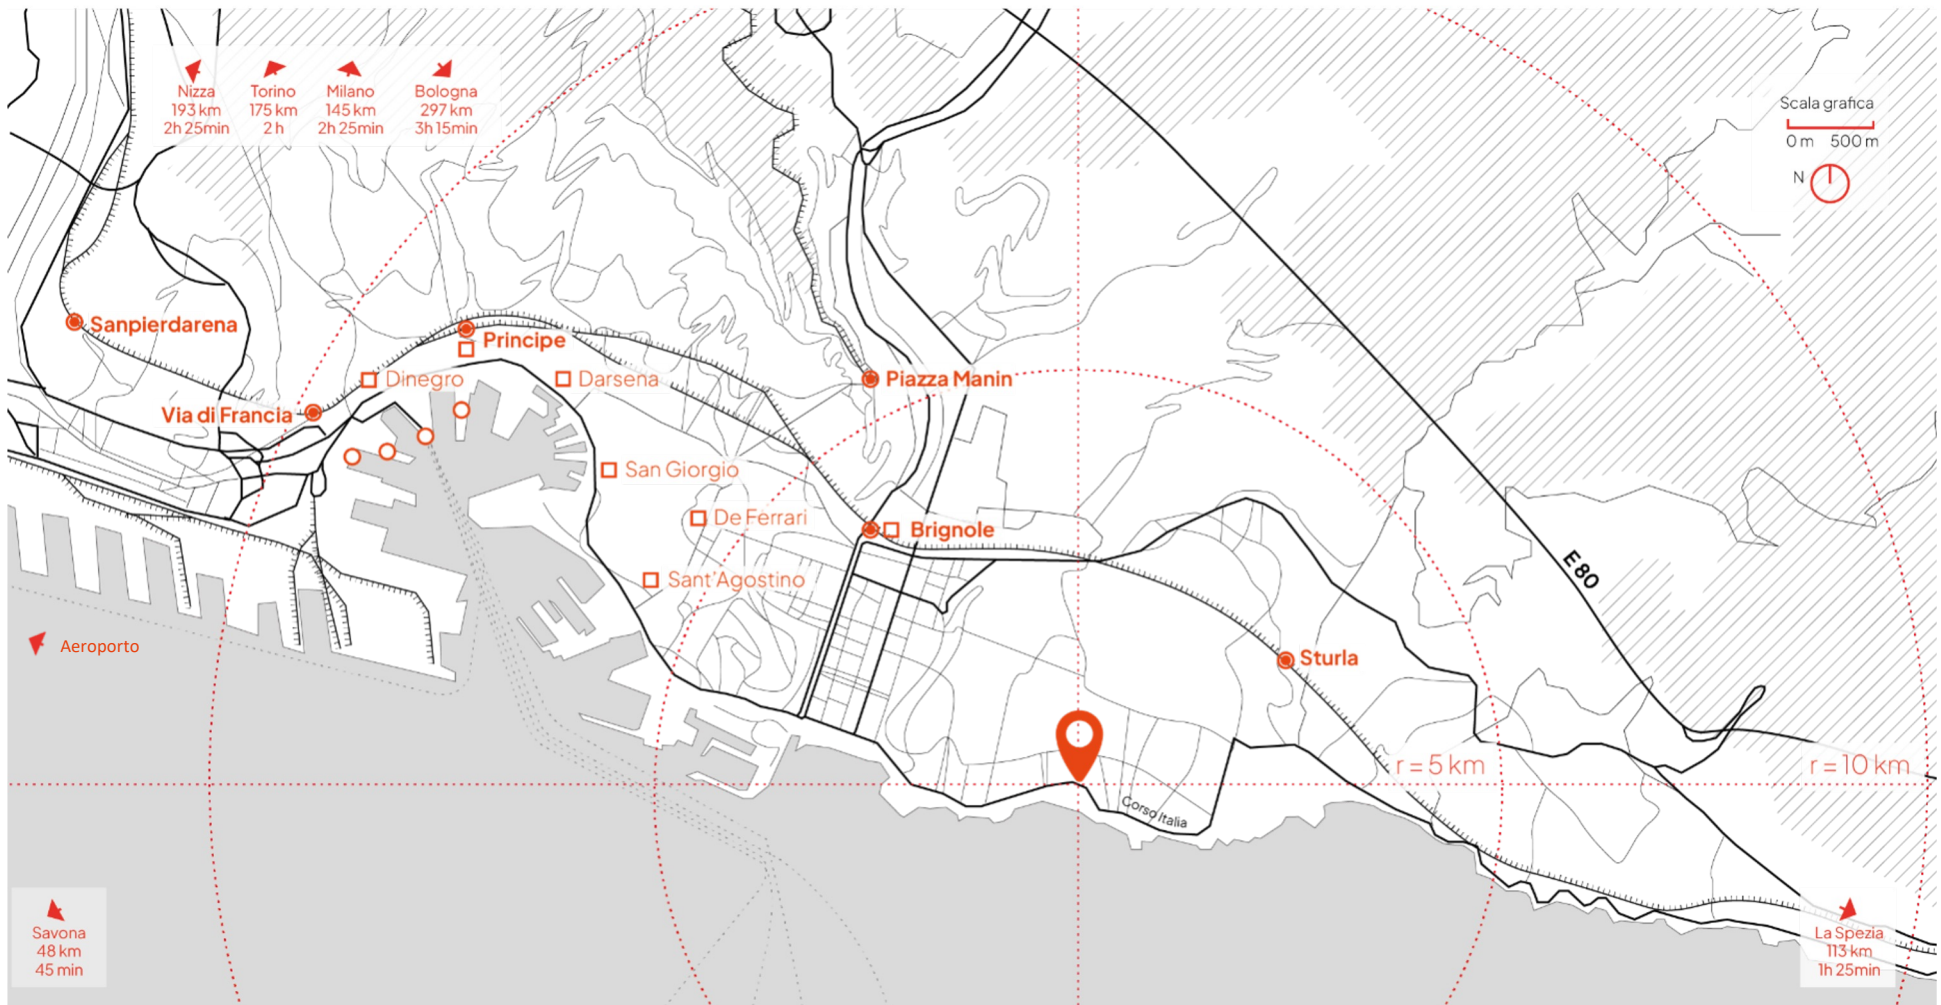 Nizza
193 km
2h 25min
Torino
175 km
2 h
Milano
145 km
2h 25min
Bologna
297 km
3h 15min
Scala grafica
0 m 500 m
N
Sanpierdarena
Principe
Dinegro
Darsena
Piazza Manin
Via di Francia
San Giorgio
De Ferrari
Brignole
Sant'Agostino
E 80
Aeroporto
Sturla
r = 5 km
r = 10 km
Corso Italia
Savona
48 km
45 min
La Spezia
113 km
1h 25min